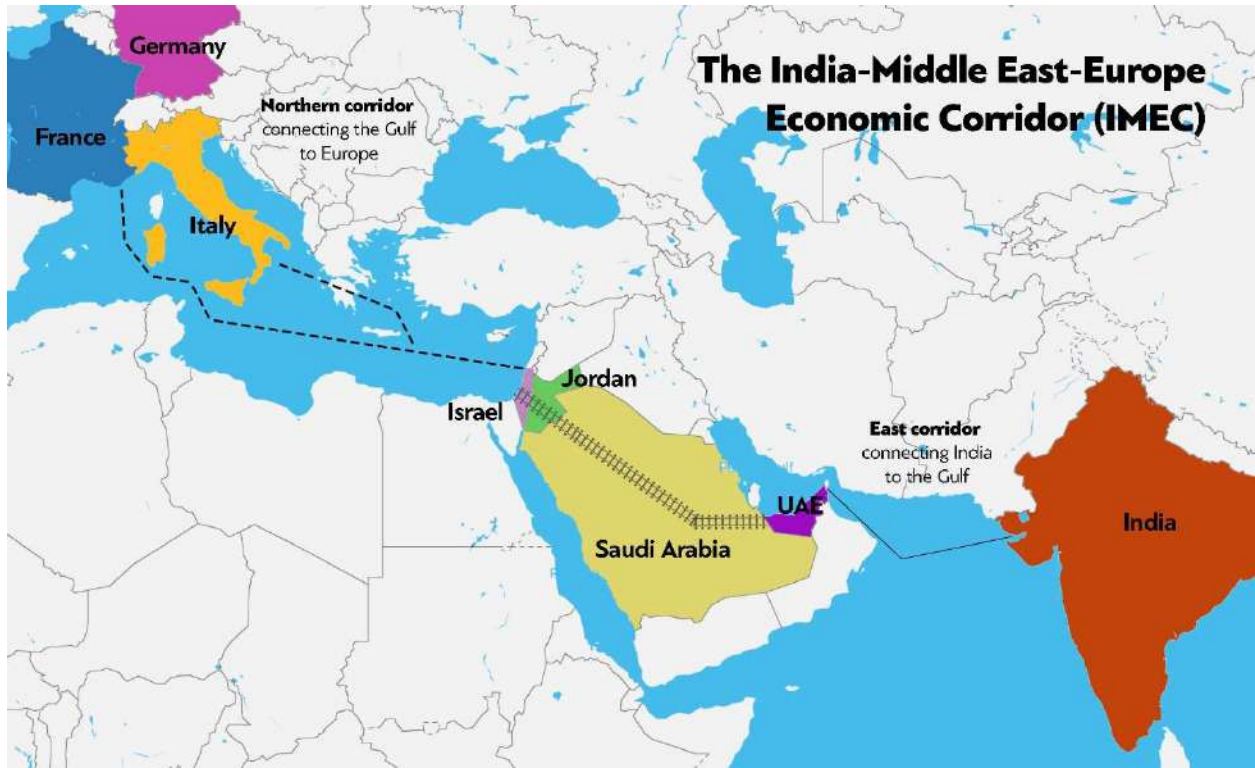 The India-Middle East-Europe
Economic Corridor (IMEC)
Germany
France
Northern corridor
connecting the Gulf
to Europe
Italy
Jordan
Israel
East corridor
connecting India
to the Gulf
UAE
Saudi Arabia
India